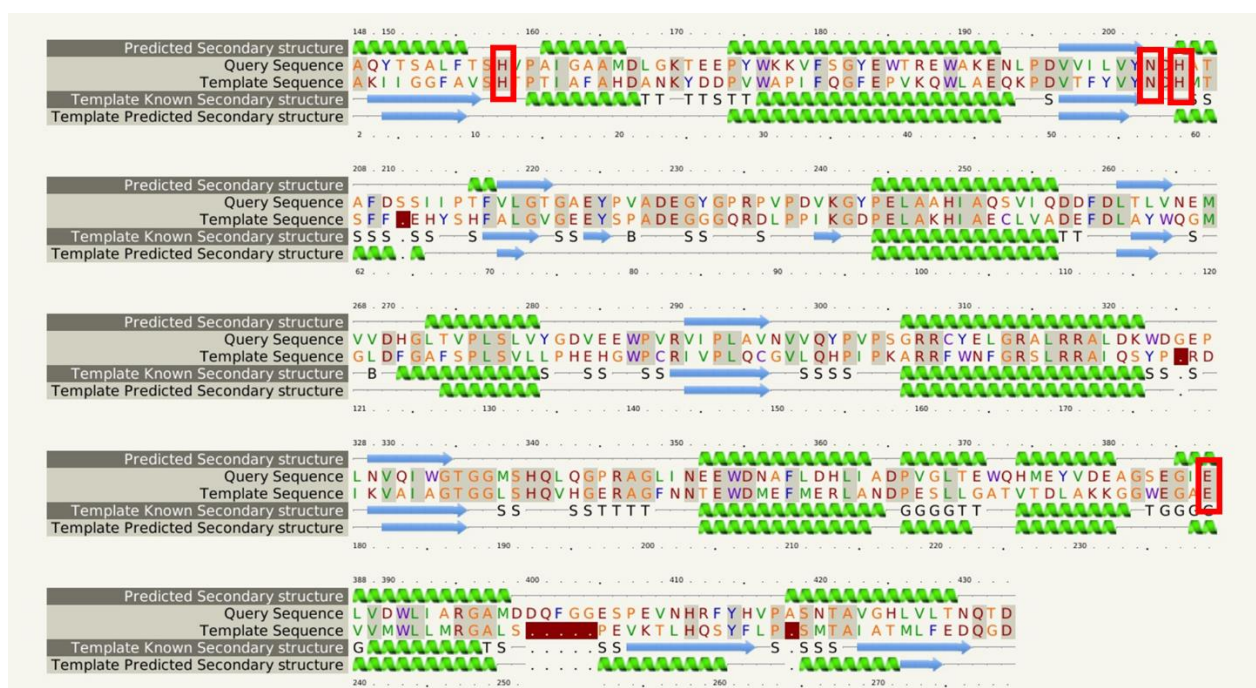 148 . 150 . . . . . . . . . 160 . . . . . . . . . 170 . . . . . . . . . 180 . . . . . . . . . 190 . . . . . . . . . 200 . . . . . . .
Predicted Secondary structure
Query Sequence A Q Y T S A L F T S H V P A I G A A M D L G K T E E P Y W K K V F S G Y E W T R E W A K E N L P D V V I L V Y N D H A T
Template Sequence A K I I G G F A V S H T P T I A F A H D A N K Y D D P V W A P I F Q G F E P V K Q W L A E Q K P D V T F Y V Y N D H M T
Template Known Secondary structure T T T T S T T S S S
Template Predicted Secondary structure
2 . . . . . . . 10 . . . . . . . . . 20 . . . . . . . . . 30 . . . . . . . . . 40 . . . . . . . . . 50 . . . . . . . . . 60 .
208 . 210 . . . . . . . . . 220 . . . . . . . . . 230 . . . . . . . . . 240 . . . . . . . . . 250 . . . . . . . . . 260 . . . . . . .
Predicted Secondary structure
Query Sequence A F D S S I I P T F V L G T G A E Y P V A D E G Y G P R P V P D V K G Y P E L A A H I A Q S V I Q D D F D L T L V N E M
Template Sequence S F F . E H Y S H F A L G V G E E Y S P A D E G G G Q R D L P P I K G D P E L A K H I A E C L V A D E F D L A Y W Q G M
Template Known Secondary structure S S S . S S S S S B S S S T T S
Template Predicted Secondary structure .
62 . . . . . . . 70 . . . . . . . . . 80 . . . . . . . . . 90 . . . . . . . . . 100 . . . . . . . . . 110 . . . . . . . . . 120
268 . 270 . . . . . . . . . 280 . . . . . . . . . 290 . . . . . . . . . 300 . . . . . . . . . 310 . . . . . . . . . 320 . . . . . . .
Predicted Secondary structure
Query Sequence V V D H G L T V P L S L V Y G D V E E W P V R V I P L A V N V V Q Y P V P S G R R C Y E L G R A L R R A L D K W D G E P
Template Sequence G L D F G A F S P L S V L L P H E H G W P C R I V P L Q C G V L Q H P I P K A R R F W N F G R S L R R A I Q S Y P . R D
Template Known Secondary structure B S S S S S S S S S S S . S
Template Predicted Secondary structure .
121 . . . . . . . . 130 . . . . . . . . . 140 . . . . . . . . . 150 . . . . . . . . . 160 . . . . . . . . . 170 . . . . . . . . .
328 . 330 . . . . . . . . . 340 . . . . . . . . . 350 . . . . . . . . . 360 . . . . . . . . . 370 . . . . . . . . . 380 . . . . . . .
Predicted Secondary structure
Query Sequence L N V Q I W G T G G M S H Q L Q G P R A G L I N E E W D N A F L D H L I A D P V G L T E W Q H M E Y V D E A G S E G I E
Template Sequence I K V A I A G T G G L S H Q V H G E R A G F N N T E W D M E F M E R L A N D P E S L L G A T V T D L A K K G G W E G A E
Template Known Secondary structure S S S S T T T T G G G G T T T G G G G
Template Predicted Secondary structure
180 . . . . . . . . . 190 . . . . . . . . . 200 . . . . . . . . . 210 . . . . . . . . . 220 . . . . . . . . . 230 . . . . . . . . .
388 . 390 . . . . . . . . . 400 . . . . . . . . . 410 . . . . . . . . . 420 . . . . . . . . . 430 . . .
Predicted Secondary structure
Query Sequence L V D W L I A R G A M D D Q F G G E S P E V N H R F Y H V P A S N T A V G H L V L T N Q T D
Template Sequence V V M W L L M R G A L S . . . . . P E V K T L H Q S Y F L P . S M T A I A T M L F E D Q G D
Template Known Secondary structure G T S . . . . . S S S . S S S
Template Predicted Secondary structure . . . . . .
240 . . . . . . . . . 250 . . . . . . . . . 260 . . . . . . . . . 270 . . . . . . . . .